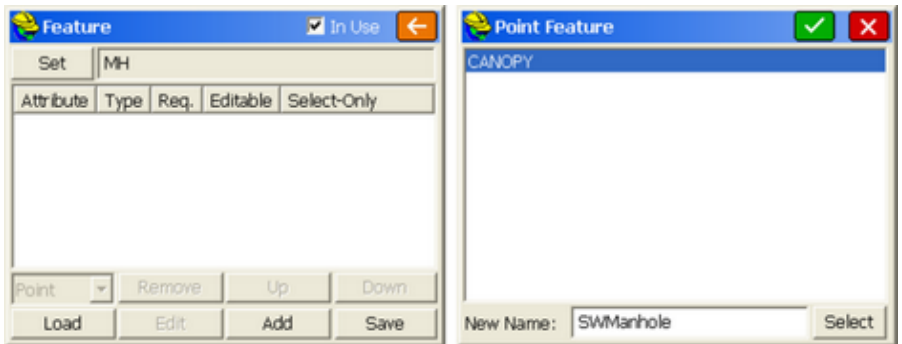 Feature In Use
Set MH
Attribute Type Req. Editable Select-Only
Point Remove Up Down
Load Edit Add Save
Point Feature
CANOPY
New Name: SWManhole Select